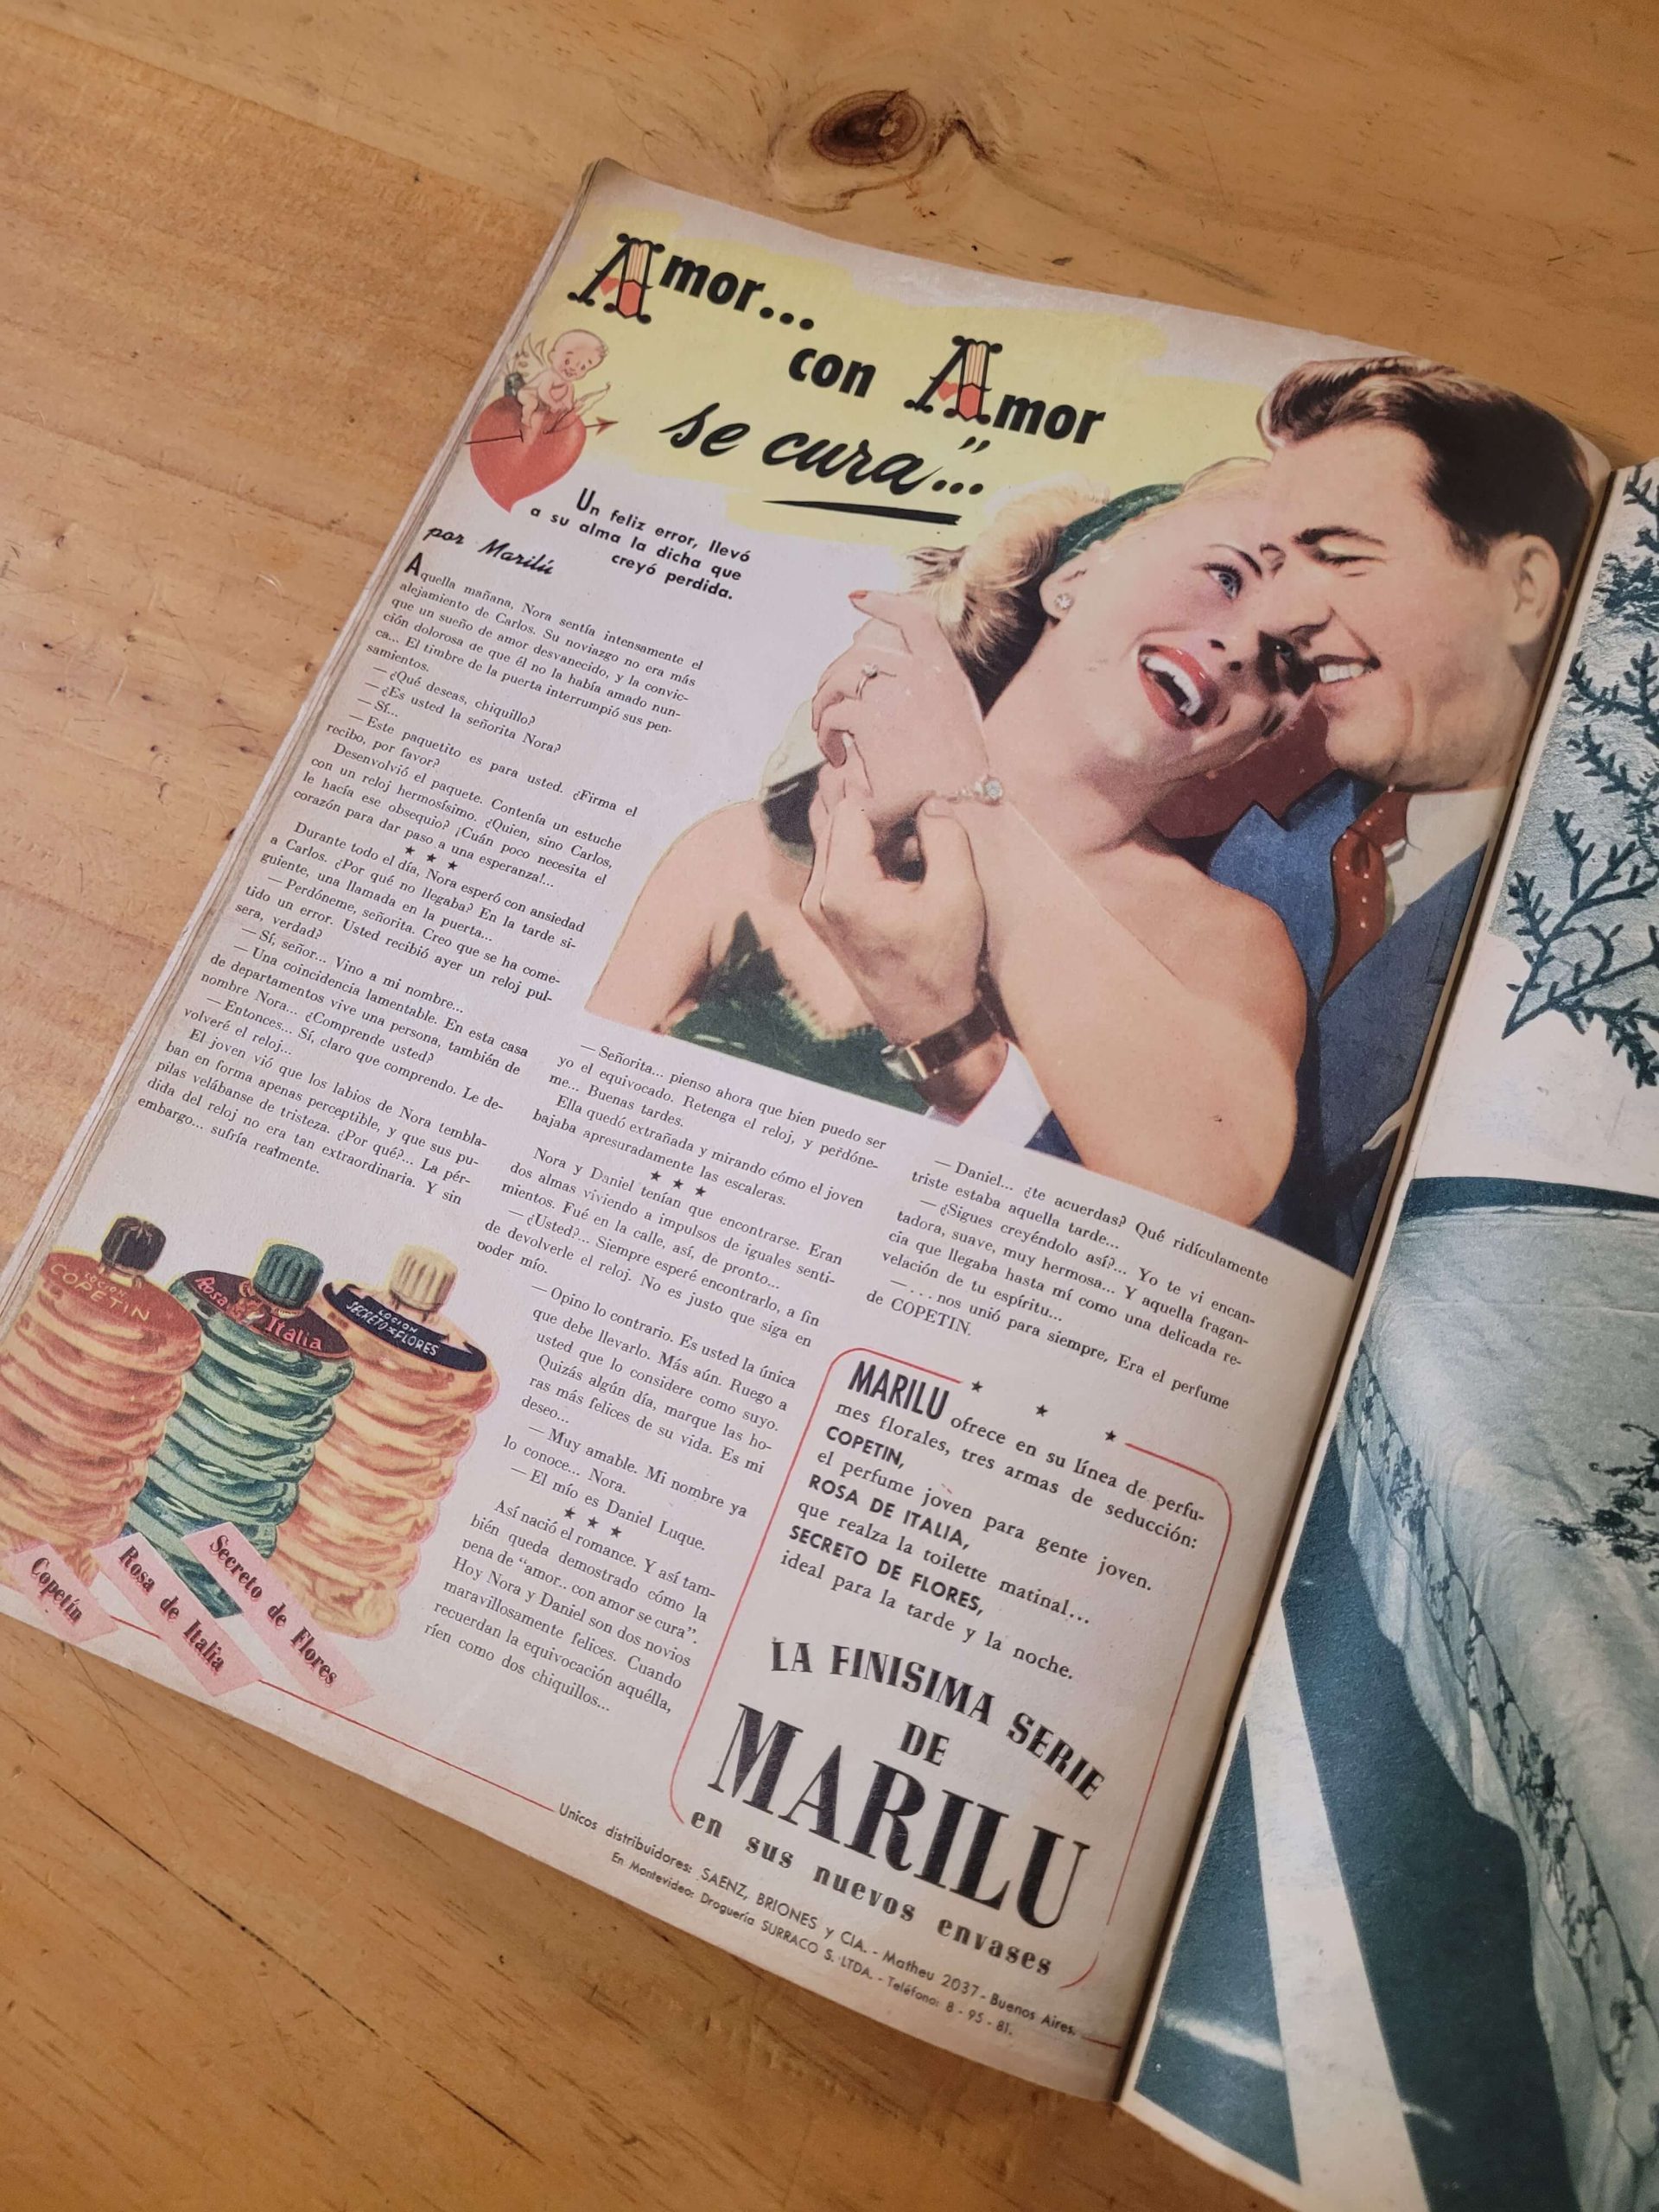 Amor...
con Amor
se cura”...
Un feliz error, llevó
a su alma la dicha que
creyó perdida.
por Marilú
Aquella mañana, Nora sentía intensamente el
alejamiento de Carlos. Su noviazgo no era más
que un sueño de amor desvanecido, y la convic-
ción dolorosa de que él no la había amado nun-
ca... El timbre de la puerta interrumpió sus pen-
samientos.
— ¿Qué deseas, chiquillo?
— ¿Es usted la señorita Nora?
— Sí...
— Este paquetito es para usted. ¿Firma el
recibo, por favor?
Desenvolvió el paquete. Contenía un estuche
con un reloj hermosísimo. ¿Quien, sino Carlos,
le hacía ese obsequio? ¡Cuán poco necesita el
corazón para dar paso a una esperanza!...
★ ★ ★
Durante todo el día, Nora esperó con ansiedad
a Carlos. ¿Por qué no llegaba? En la tarde si-
guiente, una llamada en la puerta...
— Perdóneme, señorita. Creo que se ha come-
tido un error. Usted recibió ayer un reloj pul-
sera, verdad?
— Sí, señor... Vino a mi nombre...
— Una coincidencia lamentable. En esta casa
de departamentos vive una persona, también de
nombre Nora... ¿Comprende usted?
— Entonces... Sí, claro que comprendo. Le de-
volveré el reloj...
El joven vió que los labios de Nora tembla-
ban en forma apenas perceptible, y que sus pu-
pilas velábanse de tristeza. ¿Por qué?... La pér-
dida del reloj no era tan extraordinaria. Y sin
embargo... sufría realmente.
— Señorita... pienso ahora que bien puedo ser
yo el equivocado. Retenga el reloj, y perdóne-
me... Buenas tardes.
Ella quedó extrañada y mirando cómo el joven
bajaba apresuradamente las escaleras.
★ ★ ★
Nora y Daniel tenían que encontrarse. Eran
dos almas viviendo a impulsos de iguales senti-
mientos. Fué en la calle, así, de pronto...
— ¿Usted?... Siempre esperé encontrarlo, a fin
de devolverle el reloj. No es justo que siga en
poder mío.
— Opino lo contrario. Es usted la única
que debe llevarlo. Más aún. Ruego a
usted que lo considere como suyo.
Quizás algún día, marque las ho-
ras más felices de su vida. Es mi
deseo...
— Muy amable. Mi nombre ya
lo conoce... Nora.
— El mío es Daniel Luque.
★ ★ ★
Así nació el romance. Y así tam-
bién queda demostrado cómo la
pena de “amor.. con amor se cura”.
Hoy Nora y Daniel son dos novios
maravillosamente felices. Cuando
recuerdan la equivocación aquélla,
ríen como dos chiquillos...
— Daniel... ¿te acuerdas? Qué ridículamente
triste estaba aquella tarde...
— ¿Sigues creyéndolo así?... Yo te vi encan-
tadora, suave, muy hermosa... Y aquella fragan-
cia que llegaba hasta mí como una delicada re-
velación de tu espíritu...
— ... nos unió para siempre, Era el perfume
de COPETIN.
★ ★ ★
MARILU ofrece en su línea de perfu-
mes florales, tres armas de seducción:
COPETIN,
el perfume joven para gente joven.
ROSA DE ITALIA,
que realza la toilette matinal...
SECRETO DE FLORES,
ideal para la tarde y la noche.
LA FINISIMA SERIE
DE
MARILU
en sus nuevos envases
LOCION
COPETIN
Rosa
Italia
LOCION
SECRETO DE FLORES
Copetín
Rosa de Italia
Secreto de Flores
Unicos distribuidores: SAENZ, BRIONES y CIA. - Matheu 2037 - Buenos Aires.
En Montevideo: Droguería SURRACO S. LTDA. - Teléfono: 8 - 95 - 81.